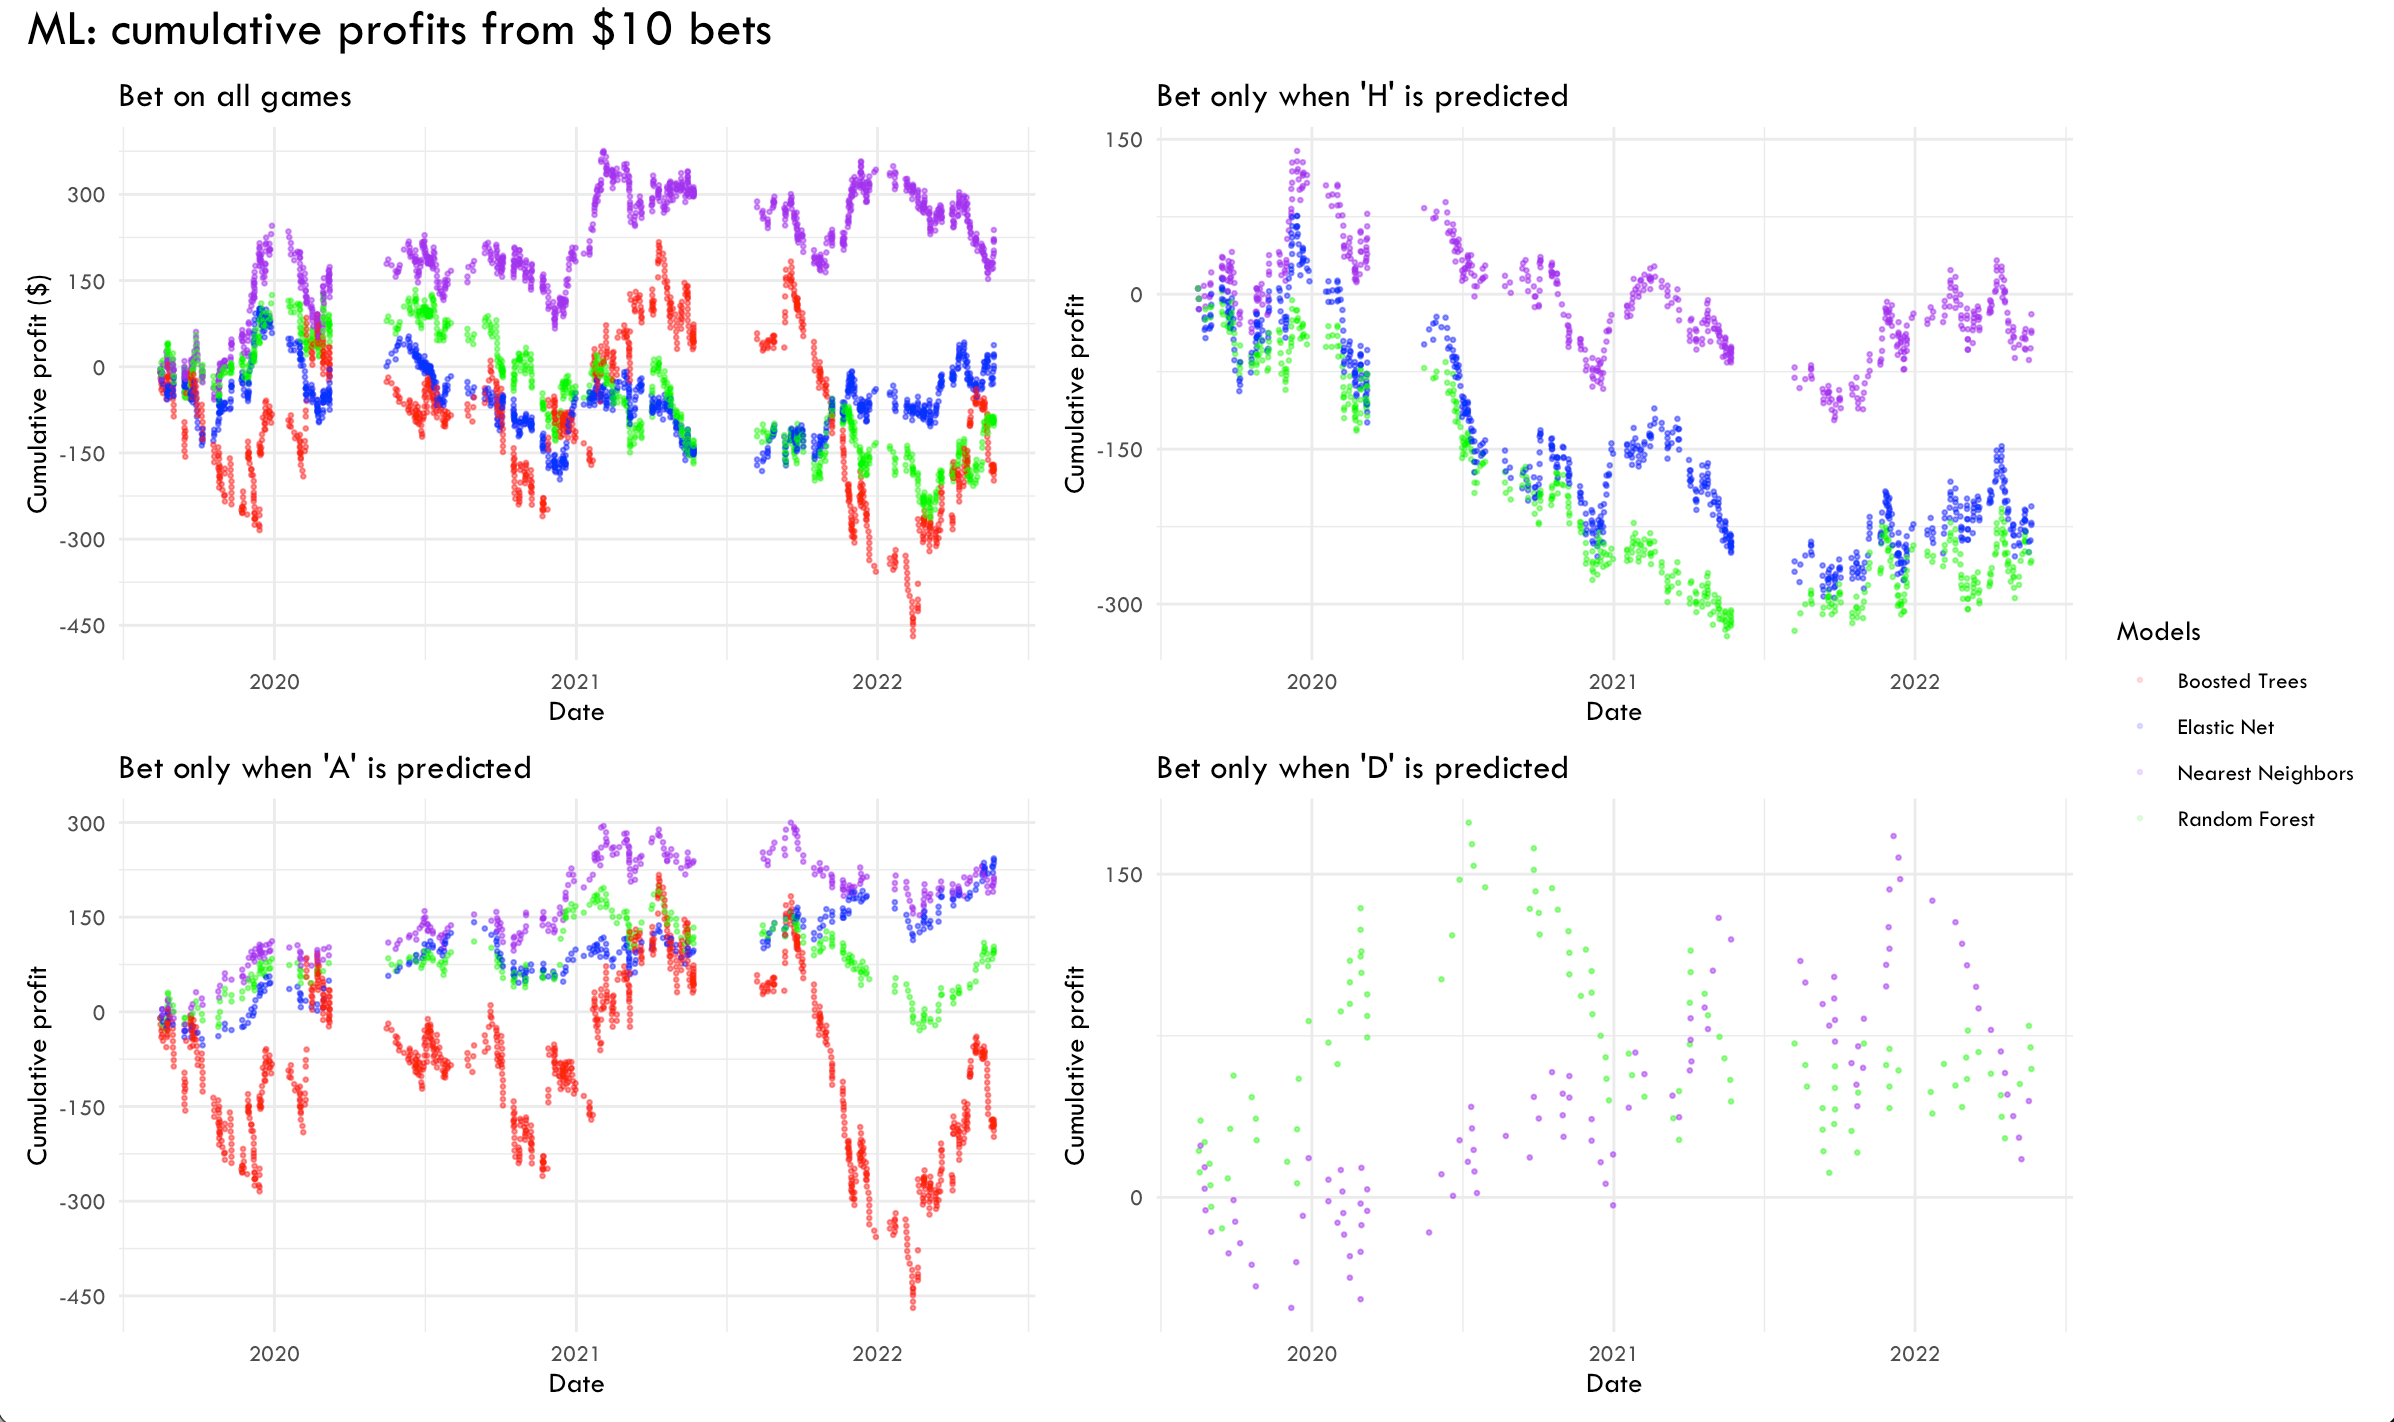 ML: cumulative profits from $10 bets
Bet on all games
Cumulative profit ($)
300
150
0
-150
-300
-450
2020 2021 2022
Date
Bet only when 'H' is predicted
Cumulative profit
150
0
-150
-300
2020 2021 2022
Date
Bet only when 'A' is predicted
Cumulative profit
300
150
0
-150
-300
-450
2020 2021 2022
Date
Bet only when 'D' is predicted
Cumulative profit
150
0
2020 2021 2022
Date
Models
Boosted Trees
Elastic Net
Nearest Neighbors
Random Forest